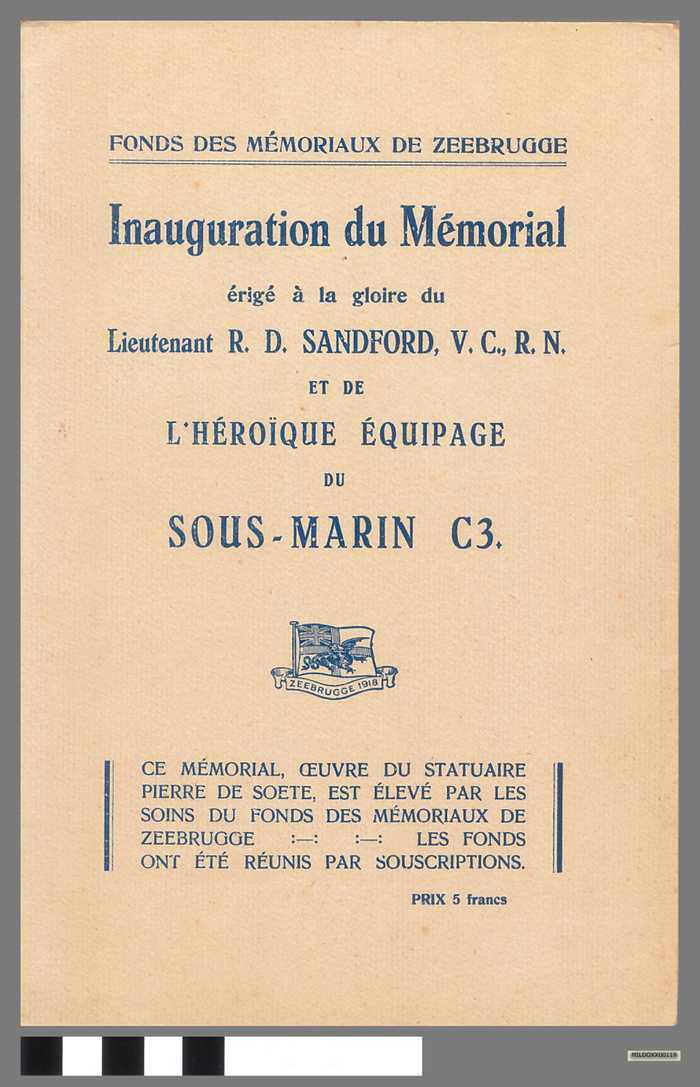 FONDS DES MÉMORIAUX DE ZEEBRUGGE
Inauguration du Mémorial
érigé à la gloire du
Lieutenant R. D. SANDFORD, V. C., R. N.
ET DE
L'HÉROÏQUE ÉQUIPAGE
DU
SOUS-MARIN C3.
ZEEBRUGGE 1918
CE MÉMORIAL, ŒUVRE DU STATUAIRE
PIERRE DE SOETE, EST ÉLEVÉ PAR LES
SOINS DU FONDS DES MÉMORIAUX DE
ZEEBRUGGE :—: :—: LES FONDS
ONT ÉTÉ RÉUNIS PAR SOUSCRIPTIONS.
PRIX 5 francs